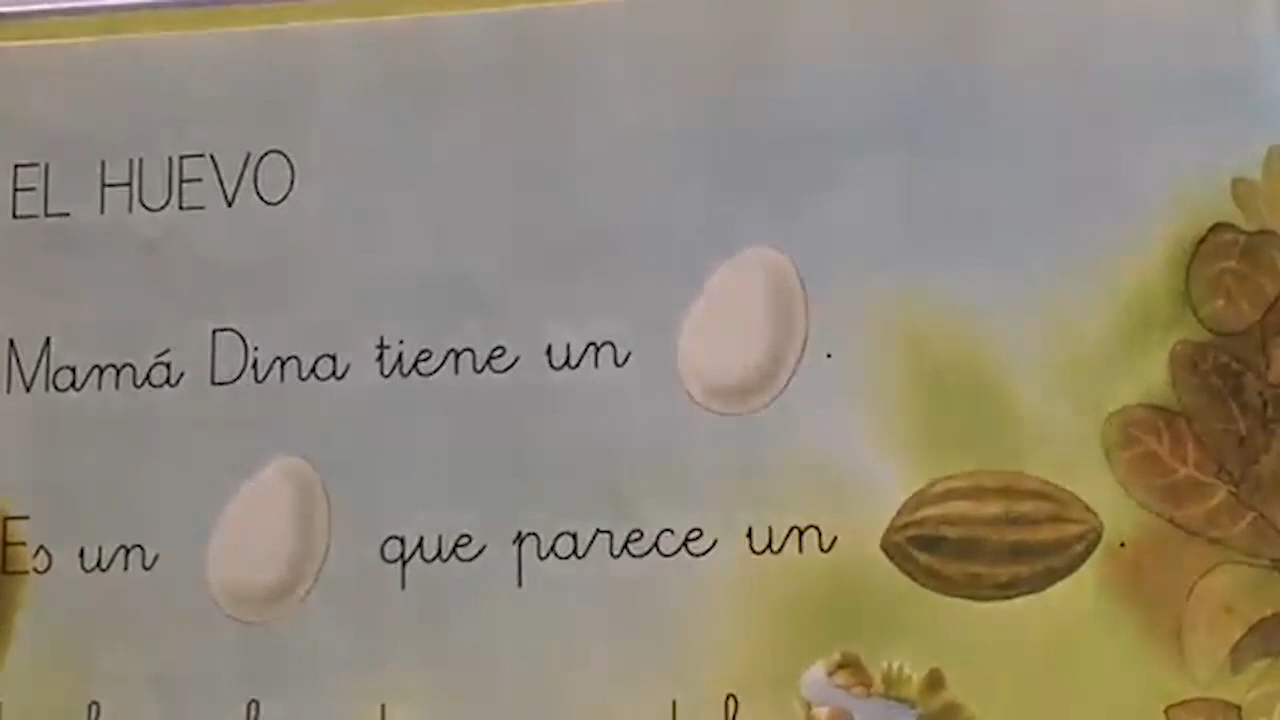 EL HUEVO
Mamá Dina tiene un .
Es un que parece un .